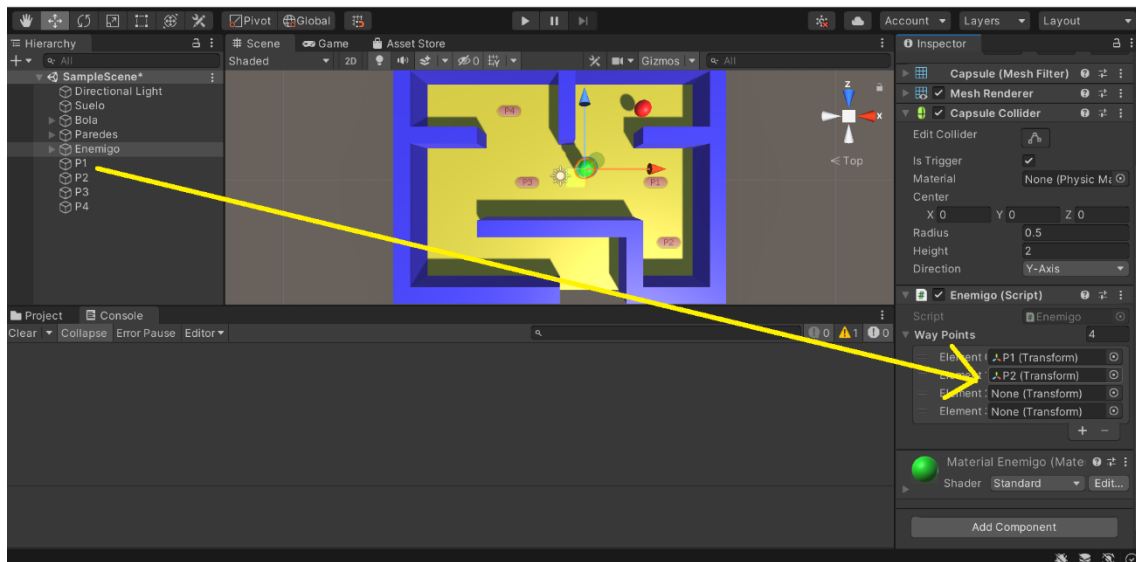 Pivot Global Account Layers Layout
Hierarchy
All
SampleScene*
Directional Light
Suelo
Bola
Paredes
Enemigo
P1
P2
P3
P4
Scene Game Asset Store
Shaded 2D 0 Gizmos All
P4
P3
P1
P2
z
x
Top
Project Console
Clear Collapse Error Pause Editor 0 1 0
Inspector
Capsule (Mesh Filter)
Mesh Renderer
Capsule Collider
Edit Collider
Is Trigger
Material None (Physic Ma
Center
X 0 Y 0 Z 0
Radius 0.5
Height 2
Direction Y-Axis
Enemigo (Script)
Script Enemigo
Way Points 4
Element P1 (Transform)
P2 (Transform)
Element None (Transform)
Element None (Transform)
+ -
Material Enemigo (Mate
Shader Standard Edit...
Add Component